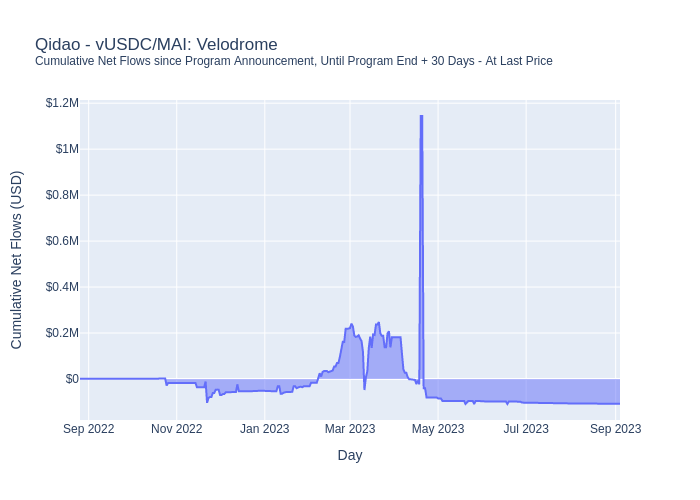 Qidao - vUSDC/MAI: Velodrome
Cumulative Net Flows since Program Announcement, Until Program End + 30 Days - At Last Price
$1.2M
$1M
$0.8M
$0.6M
$0.4M
$0.2M
$0
Cumulative Net Flows (USD)
Sep 2022 Nov 2022 Jan 2023 Mar 2023 May 2023 Jul 2023 Sep 2023
Day